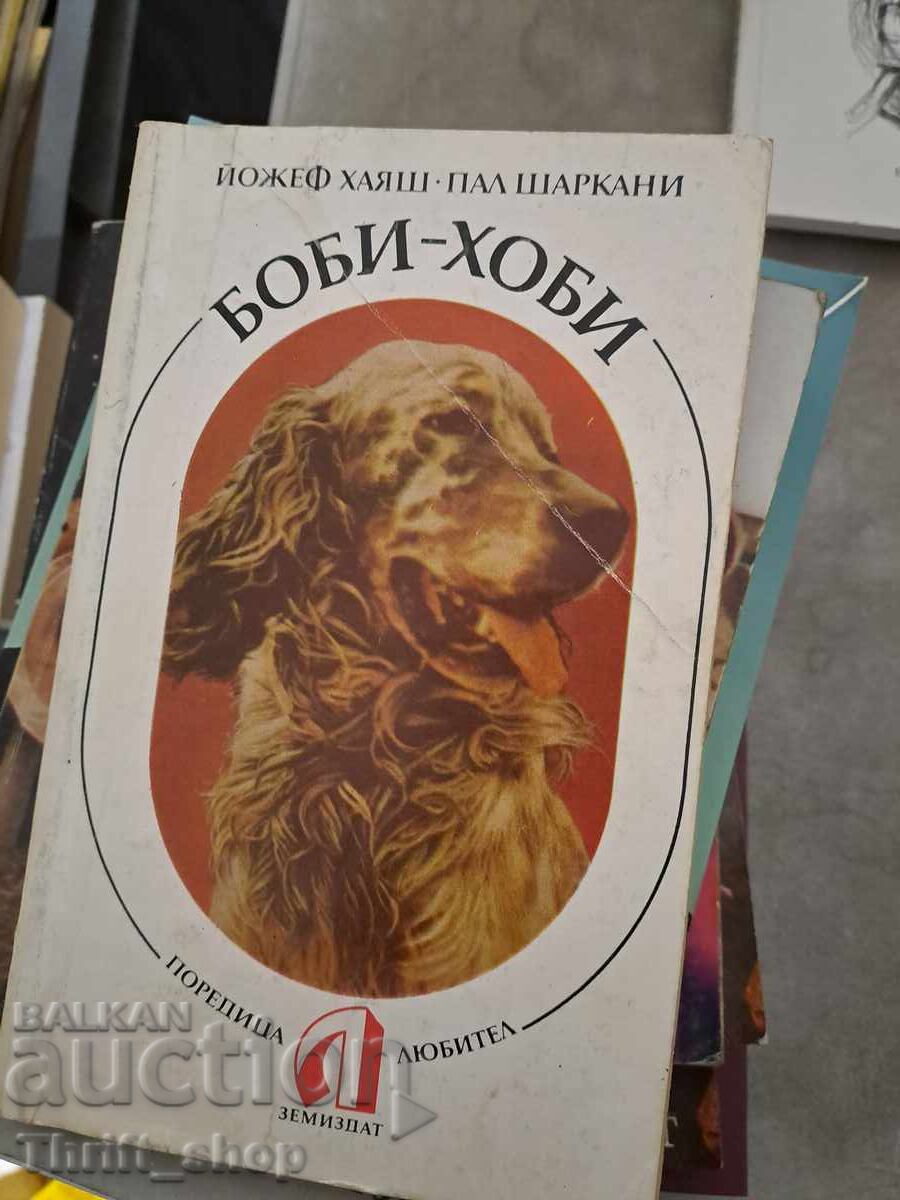 ЙОЖЕФ ХАЯШ · ПАЛ ШАРКАНИ
БОБИ-ХОБИ
ПОРЕДИЦА
ЛЮБИТЕЛ
ЗЕМИЗДАТ
BALKAN
auction
Thrift_shop
Т